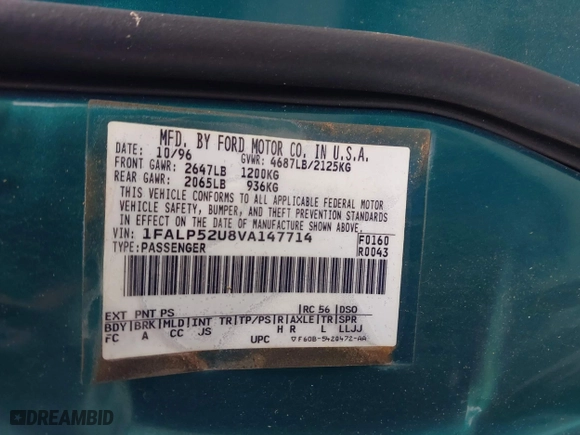 MFD. BY FORD MOTOR CO. IN U.S.A.
DATE: 10/96 GVWR: 4687LB/2125KG
FRONT GAWR: 2647LB 1200KG
REAR GAWR: 2065LB 936KG
THIS VEHICLE CONFORMS TO ALL APPLICABLE FEDERAL MOTOR
VEHICLE SAFETY, BUMPER, AND THEFT PREVENTION STANDARDS
IN EFFECT ON THE DATE OF MANUFACTURE SHOWN ABOVE.
VIN: 1FALP52U8VA147714 F0160
TYPE: PASSENGER R0043
EXT PNT PS RC 56 DSO
BDY BRK MLD INT TR TP/PS R AXLE TR SPR
FC A CC JS H R L LLJJ
UPC ▽F60B-5420472-AA
DREAMBID